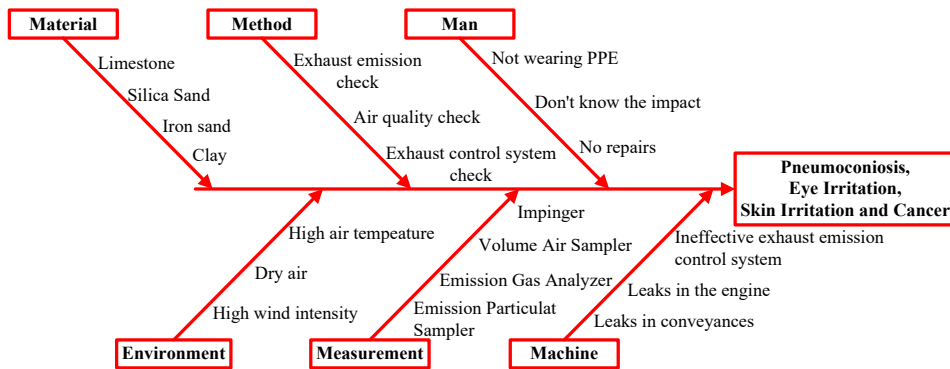 Material
Method
Man
Limestone
Silica Sand
Iron sand
Clay
Exhaust emission
check
Air quality check
Exhaust control system
check
Not wearing PPE
Don't know the impact
No repairs
Pneumoconiosis,
Eye Irritation,
Skin Irritation and Cancer
High air tempeature
Dry air
High wind intensity
Impinger
Volume Air Sampler
Emission Gas Analyzer
Emission Particulat
Sampler
Ineffective exhaust emission
control system
Leaks in the engine
Leaks in conveyances
Environment
Measurement
Machine